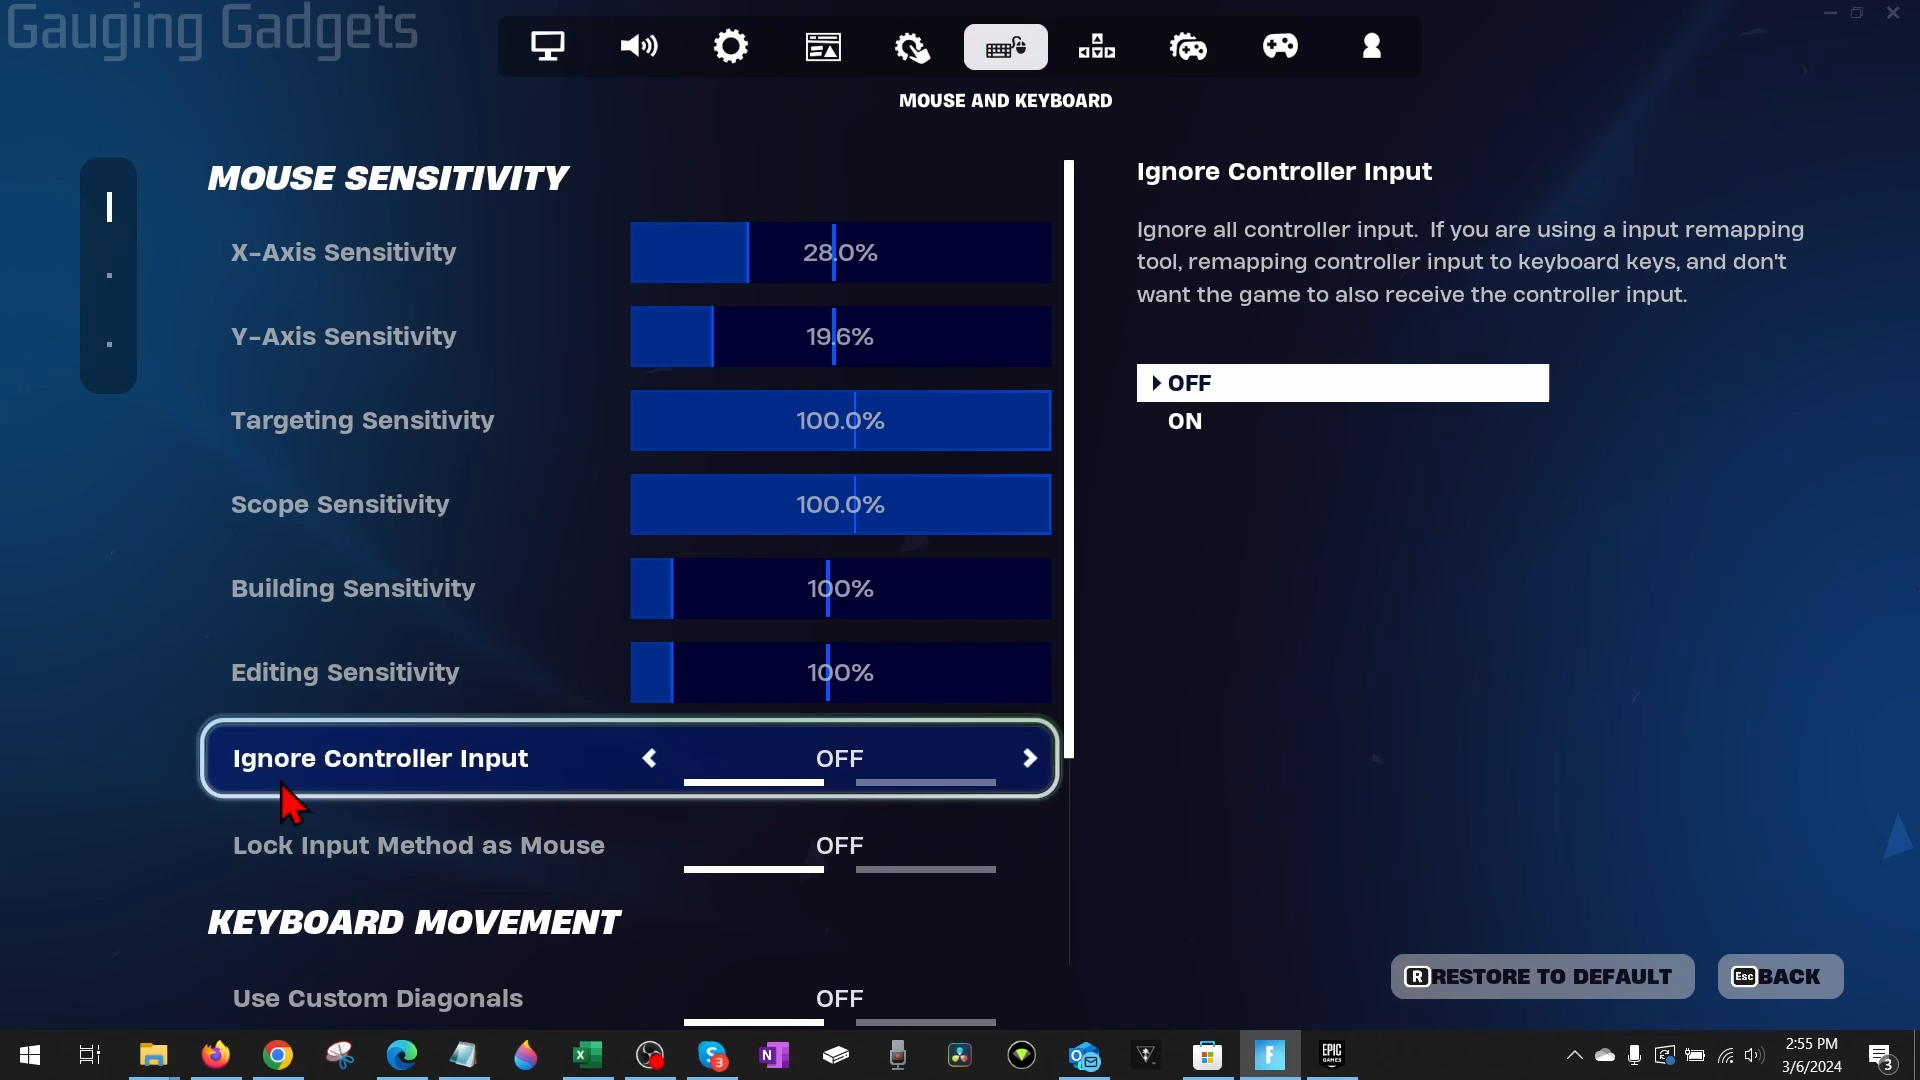 Gauging Gadgets
MOUSE AND KEYBOARD
MOUSE SENSITIVITY
X-Axis Sensitivity 28.0%
Y-Axis Sensitivity 19.6%
Targeting Sensitivity 100.0%
Scope Sensitivity 100.0%
Building Sensitivity 100%
Editing Sensitivity 100%
Ignore Controller Input OFF
Lock Input Method as Mouse OFF
KEYBOARD MOVEMENT
Use Custom Diagonals OFF
Ignore Controller Input
Ignore all controller input. If you are using a input remapping
tool, remapping controller input to keyboard keys, and don't
want the game to also receive the controller input.
OFF
ON
R RESTORE TO DEFAULT
Esc BACK
3
N
F
EPIC
GAMES
2:55 PM
3/6/2024
3